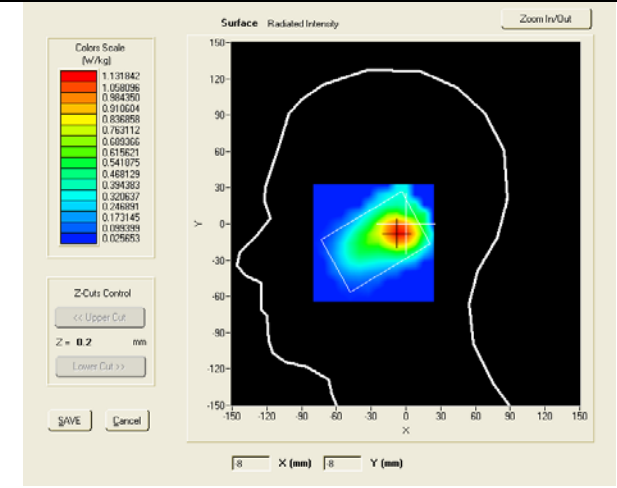 Surface Radiated Intensity
Zoom In/Out
Colors Scale
(W/kg)
1.131842
1.058096
0.984350
0.910604
0.836858
0.763112
0.689366
0.615621
0.541875
0.468129
0.394383
0.320637
0.246891
0.173145
0.099399
0.025653
Z-Cuts Control
<< Upper Cut
Z = 0.2 mm
Lower Cut >>
SAVE
Cancel
150-
120-
90-
60-
30-
0-
-30-
-60-
-90-
-120-
-150-
Y
-150 -120 -90 -60 -30 0 30 60 90 120 150
X
-8 X (mm) -8 Y (mm)